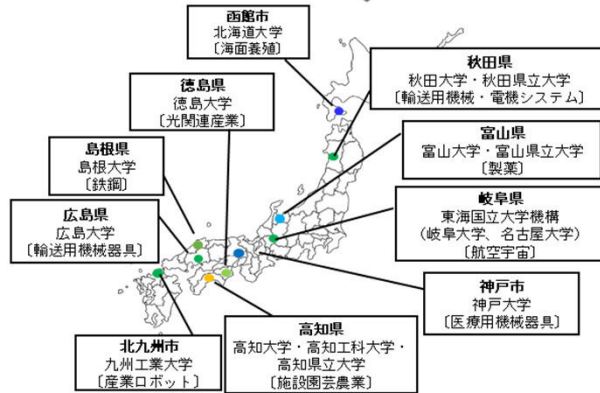 函館市
北海道大学
〔海面養殖〕
秋田県
秋田大学・秋田県立大学
〔輸送用機械・電機システム〕
徳島県
徳島大学
〔光関連産業〕
富山県
富山大学・富山県立大学
〔製薬〕
島根県
島根大学
〔鉄鋼〕
岐阜県
東海国立大学機構
（岐阜大学、名古屋大学）
〔航空宇宙〕
広島県
広島大学
〔輸送用機械器具〕
神戸市
神戸大学
〔医療用機械器具〕
北九州市
九州工業大学
〔産業ロボット〕
高知県
高知大学・高知工科大学・
高知県立大学
〔施設園芸農業〕